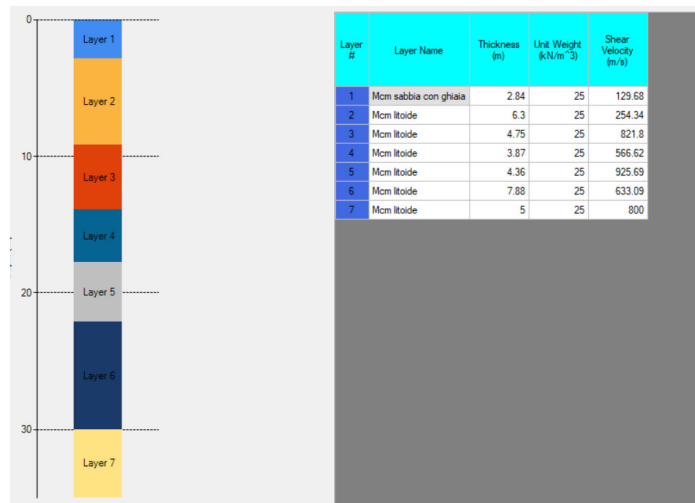 0
Layer 1
Layer 2
10
Layer 3
Layer 4
20
Layer 5
Layer 6
30
Layer 7
Layer # Layer Name Thickness (m) Unit Weight (kN/m^3) Shear Velocity (m/s)
1 Mcm sabbia con ghiaia 2.84 25 129.68
2 Mcm litoide 6.3 25 254.34
3 Mcm litoide 4.75 25 821.8
4 Mcm litoide 3.87 25 566.62
5 Mcm litoide 4.36 25 925.69
6 Mcm litoide 7.88 25 633.09
7 Mcm litoide 5 25 800